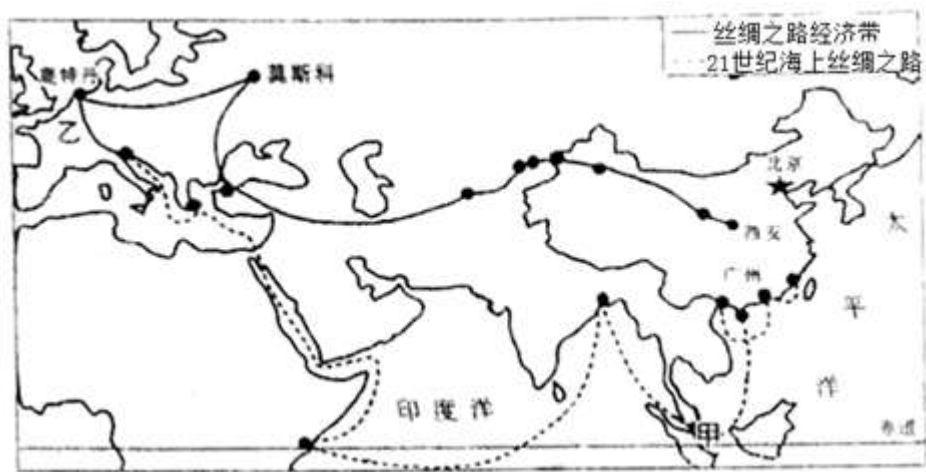 丝绸之路经济带
21世纪海上丝绸之路
鹿特丹
莫斯科
乙
北京
西安
广州
太
平
洋
印度洋
甲
赤道